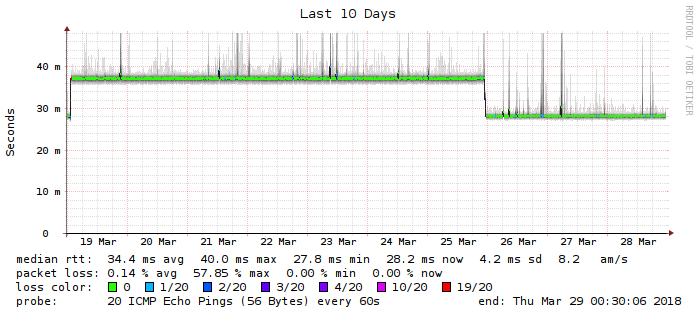 Last 10 Days
RRDTOOL / TOBI OETIKER
Seconds
40 m
30 m
20 m
10 m
0
19 Mar 20 Mar 21 Mar 22 Mar 23 Mar 24 Mar 25 Mar 26 Mar 27 Mar 28 Mar
median rtt: 34.4 ms avg 40.0 ms max 27.8 ms min 28.2 ms now 4.2 ms sd 8.2 am/s
packet loss: 0.14 % avg 57.85 % max 0.00 % min 0.00 % now
loss color: 0 1/20 2/20 3/20 4/20 10/20 19/20
probe: 20 ICMP Echo Pings (56 Bytes) every 60s end: Thu Mar 29 00:30:06 2018